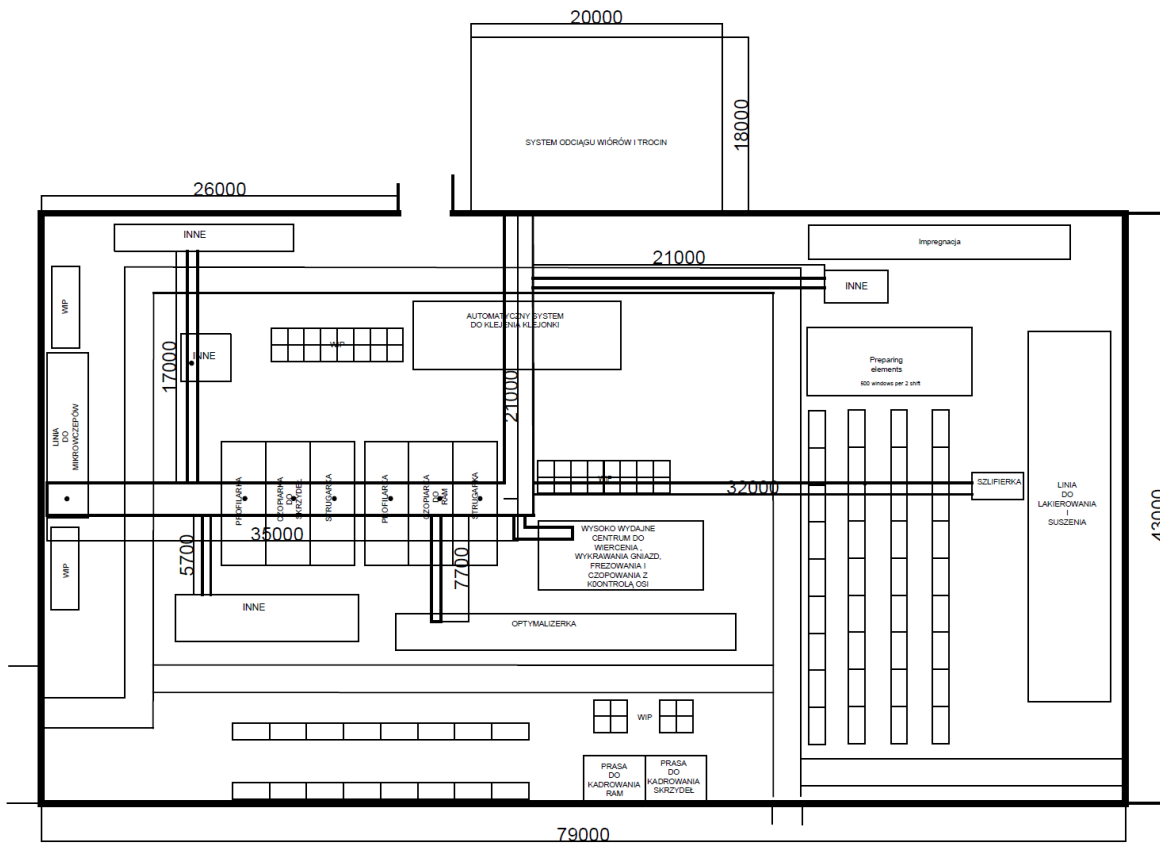 20000
18000
SYSTEM ODCIĄGU WIÓRÓW I TROCIN
26000
INNE
Impregnacja
21000
INNE
WIP
AUTOMATYCZNY SYSTEM
DO KLEJENIA KLEJONKI
17000
INNE
WIP
Preparing
elements
600 windows per 2 shift
21000
LINIA
DO
MIKROWCZEPÓW
PROFILARKA
CZOPIARKA
DO
SKRZYDEŁ
STRUGARKA
PROFILARKA
CZOPIARKA
DO
RAM
STRUGARKA
WIP
32000
SZLIFIERKA
LINIA
DO
LAKIEROWANIA
I
SUSZENIA
43000
35000
WYSOKO WYDAJNE
CENTRUM DO
WIERCENIA ,
WYKRAWANIA GNIAZD,
FREZOWANIA I
CZOPOWANIA Z
KDONTROLĄ OSI
5700
7700
WIP
INNE
OPTYMALIZERKA
WIP
PRASA
DO
KADROWANIA
RAM
PRASA
DO
KADROWANIA
SKRZYDEŁ
79000